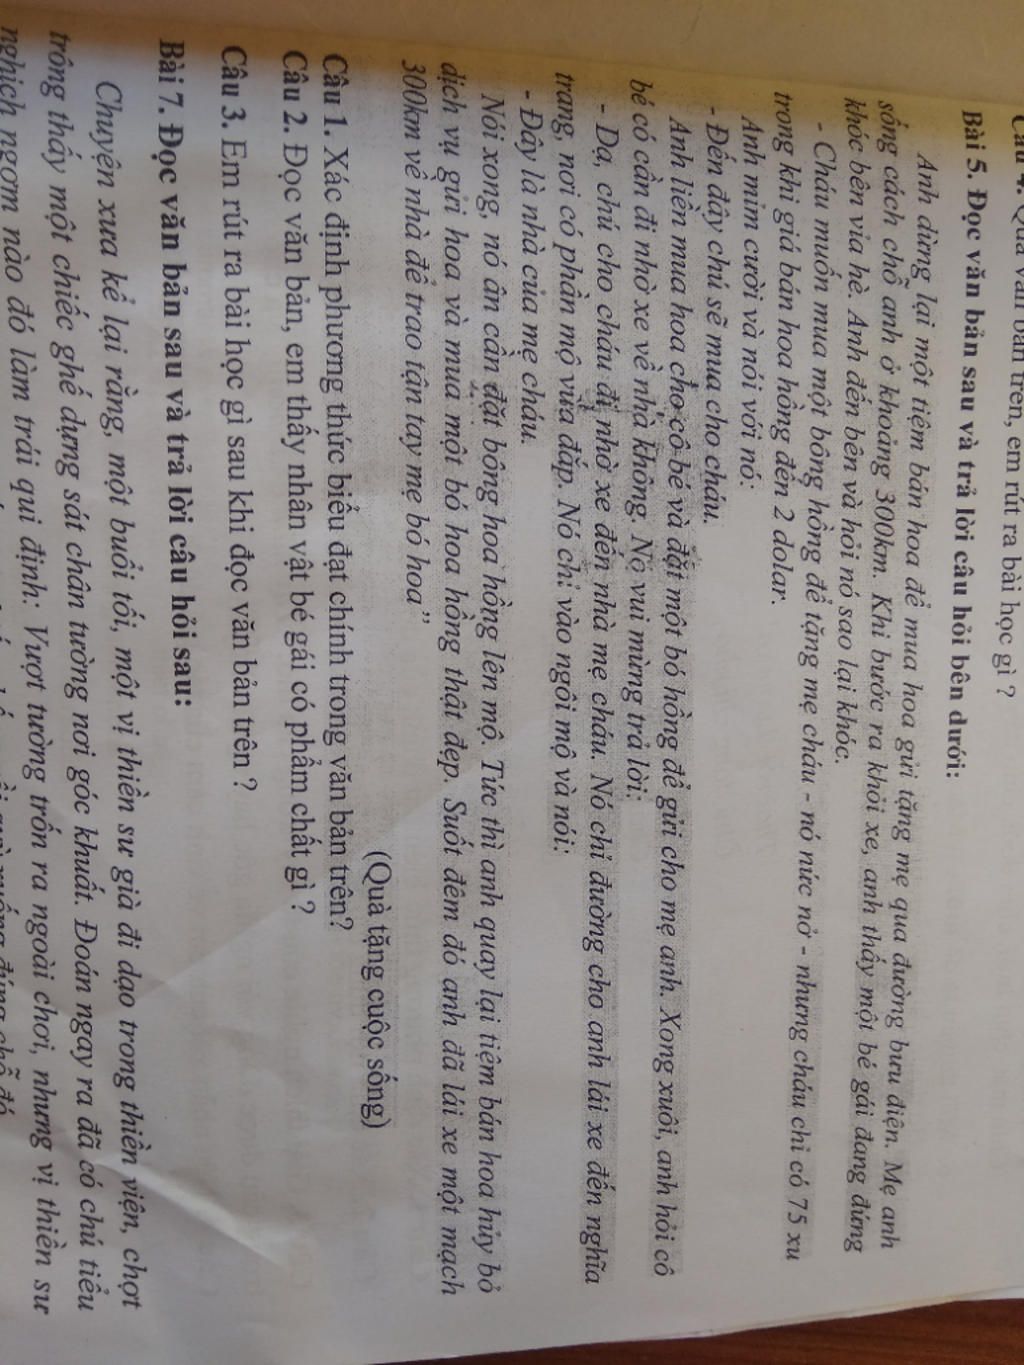 Câu 4. Qua văn bản trên, em rút ra bài học gì ?
Bài 5. Đọc văn bản sau và trả lời câu hỏi bên dưới:
Anh dừng lại một tiệm bán hoa để mua hoa gửi tặng mẹ qua đường bưu điện. Mẹ anh
sống cách chỗ anh ở khoảng 300km. Khi bước ra khỏi xe, anh thấy một bé gái đang đứng
khóc bên vỉa hè. Anh đến bên và hỏi nó sao lại khóc.
- Cháu muốn mua một bông hồng để tặng mẹ cháu - nó nức nở - nhưng cháu chỉ có 75 xu
trong khi giá bán hoa hồng đến 2 dolar.
Anh mỉm cười và nói với nó:
- Đến đây chú sẽ mua cho cháu.
Anh liền mua hoa cho cô bé và đặt một bó hồng để gửi cho mẹ anh. Xong xuôi, anh hỏi cô
bé có cần đi nhờ xe về nhà không. Nó vui mừng trả lời:
- Dạ, chú cho cháu đi nhờ xe đến nhà mẹ cháu. Nó chỉ đường cho anh lái xe đến nghĩa
trang, nơi có phần mộ vừa đắp. Nó chỉ vào ngôi mộ và nói:
- Đây là nhà của mẹ cháu.
Nói xong, nó ân cần đặt bông hoa hồng lên mộ. Tức thì anh quay lại tiệm bán hoa hủy bỏ
dịch vụ gửi hoa và mua một bó hoa hồng thật đẹp. Suốt đêm đó anh đã lái xe một mạch
300km về nhà để trao tận tay mẹ bó hoa”
(Quà tặng cuộc sống)
Câu 1. Xác định phương thức biểu đạt chính trong văn bản trên?
Câu 2. Đọc văn bản, em thấy nhân vật bé gái có phẩm chất gì ?
Câu 3. Em rút ra bài học gì sau khi đọc văn bản trên ?
Bài 7. Đọc văn bản sau và trả lời câu hỏi sau:
Chuyện xưa kể lại rằng, một buổi tối, một vị thiền sư già đi dạo trong thiền viện, chợt
trông thấy một chiếc ghế dựng sát chân tường nơi góc khuất. Đoán ngay ra đã có chú tiểu
nghịch ngợm nào đó làm trái qui định: Vượt tường trốn ra ngoài chơi, nhưng vị thiền sư
đúng chỗ đó